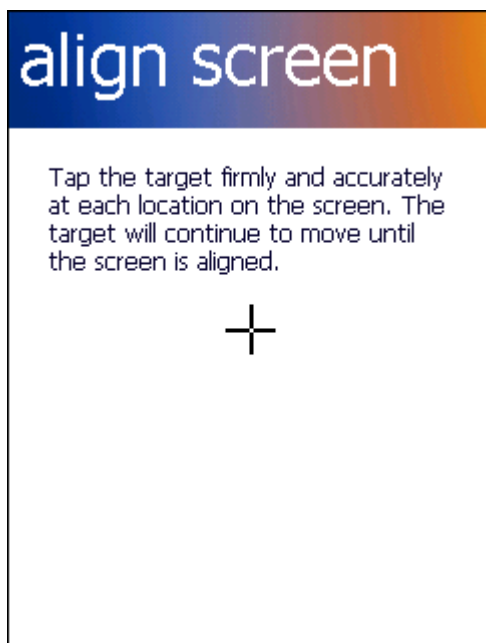 align screen
Tap the target firmly and accurately
at each location on the screen. The
target will continue to move until
the screen is aligned.